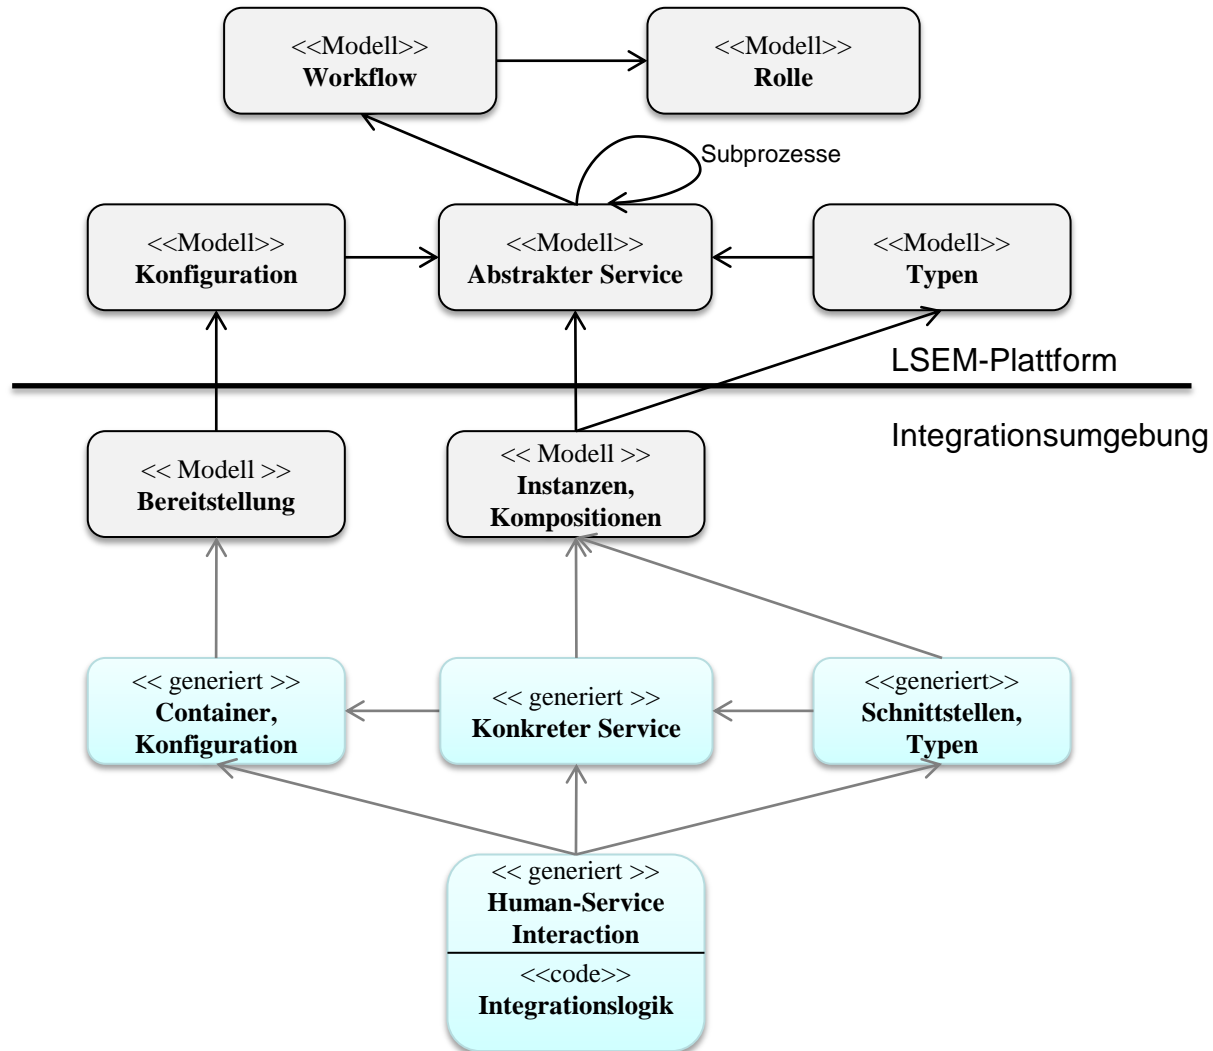 <<Modell>>
Workflow
<<Modell>>
Rolle
Subprozesse
<<Modell>>
Konfiguration
<<Modell>>
Abstrakter Service
<<Modell>>
Typen
LSEM-Plattform
Integrationsumgebung
<< Modell >>
Bereitstellung
<< Modell >>
Instanzen,
Kompositionen
<< generiert >>
Container,
Konfiguration
<< generiert >>
Konkreter Service
<<generiert>>
Schnittstellen,
Typen
<< generiert >>
Human-Service
Interaction
<<code>>
Integrationslogik